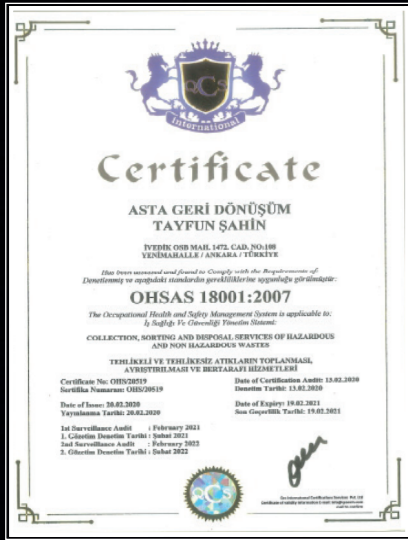 QCS
International
Certificate
ASTA GERİ DÖNÜŞÜM
TAYFUN ŞAHİN
İVEDİK OSB MAH. 1472. CAD. NO:108
YENİMAHALLE / ANKARA / TÜRKİYE
Has been assessed and found to Comply with the Requirements of:
Denetlenmiş ve aşağıdaki standardın gerekliliklerine uygunluğu görülmüştür:
OHSAS 18001:2007
The Occupational Health and Safety Management System is applicable to:
İş Sağlığı Ve Güvenliği Yönetim Sistemi:
COLLECTION, SORTING AND DISPOSAL SERVICES OF HAZARDOUS
AND NON HAZARDOUS WASTES
TEHLİKELİ VE TEHLİKESİZ ATIKLARIN TOPLANMASI,
AYRIŞTIRILMASI VE BERTARAFI HİZMETLERİ
Certificate No: OHS/20519 Date of Certification Audit: 13.02.2020
Sertifika Numarası: OHS/20519 Denetim Tarihi: 13.02.2020
Date of Issue: 20.02.2020 Date of Expiry: 19.02.2021
Yayınlanma Tarihi: 20.02.2020 Son Geçerlilik Tarihi: 19.02.2021
1st Surveillance Audit : February 2021
1. Gözetim Denetim Tarihi : Şubat 2021
2nd Surveillance Audit : February 2022
2. Gözetim Denetim Tarihi : Şubat 2022
QCS